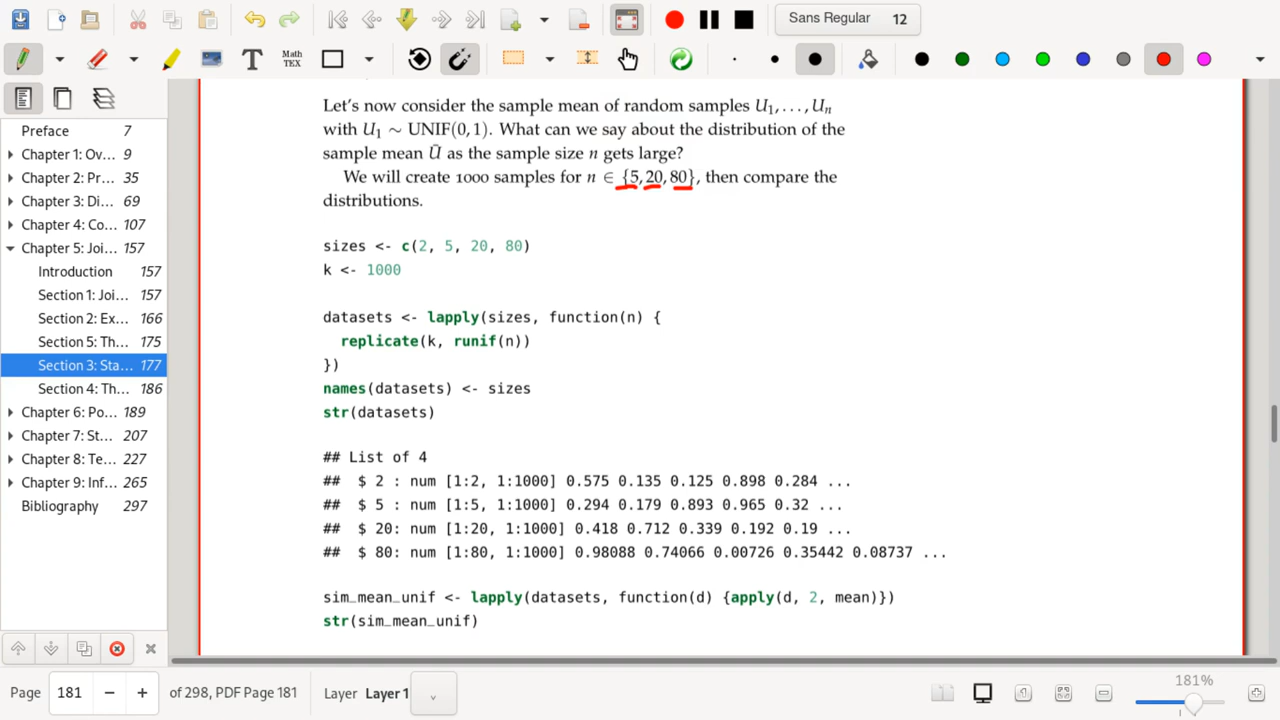 Sans Regular 12
T Math TEX
Preface 7
Chapter 1: Ov... 9
Chapter 2: Pr... 35
Chapter 3: Di... 69
Chapter 4: Co... 107
Chapter 5: Joi... 157
Introduction 157
Section 1: Joi... 157
Section 2: Ex... 166
Section 5: Th... 175
Section 3: Sta... 177
Section 4: Th... 186
Chapter 6: Po... 189
Chapter 7: St... 207
Chapter 8: Te... 227
Chapter 9: Inf... 265
Bibliography 297
Let's now consider the sample mean of random samples U₁, . . . , Uₙ
with U₁ ∼ UNIF(0, 1). What can we say about the distribution of the
sample mean Ū as the sample size n gets large?
We will create 1000 samples for n ∈ {5, 20, 80}, then compare the
distributions.
sizes <- c(2, 5, 20, 80)
k <- 1000
datasets <- lapply(sizes, function(n) {
replicate(k, runif(n))
})
names(datasets) <- sizes
str(datasets)
## List of 4
## $ 2 : num [1:2, 1:1000] 0.575 0.135 0.125 0.898 0.284 ...
## $ 5 : num [1:5, 1:1000] 0.294 0.179 0.893 0.965 0.32 ...
## $ 20: num [1:20, 1:1000] 0.418 0.712 0.339 0.192 0.19 ...
## $ 80: num [1:80, 1:1000] 0.98088 0.74066 0.00726 0.35442 0.08737 ...
sim_mean_unif <- lapply(datasets, function(d) {apply(d, 2, mean)})
str(sim_mean_unif)
Page 181 of 298, PDF Page 181 Layer Layer 1 181%